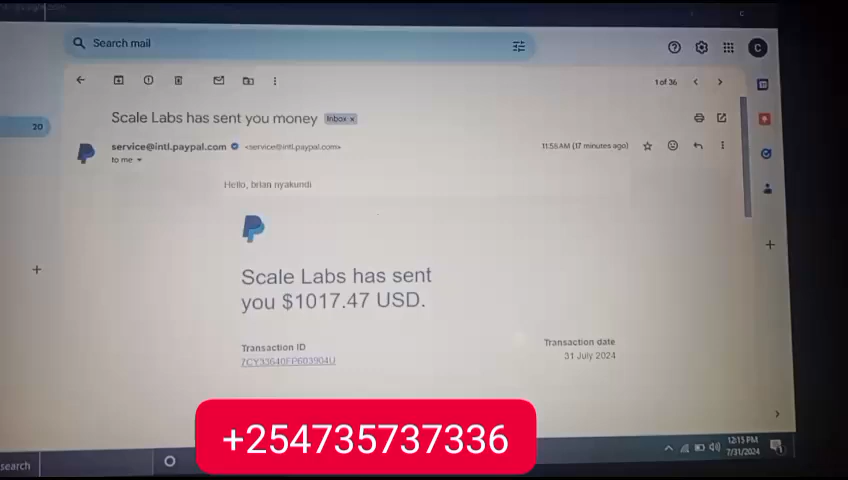 Search mail
1 of 36
20
Scale Labs has sent you money
Inbox x
service@intl.paypal.com <service@intl.paypal.com>
11:58 AM (17 minutes ago)
to me
Hello, brian nyakundi
Scale Labs has sent
you $1017.47 USD.
Transaction ID
Transaction date
31 July 2024
+254735737336
search
12:15 PM
7/31/2024